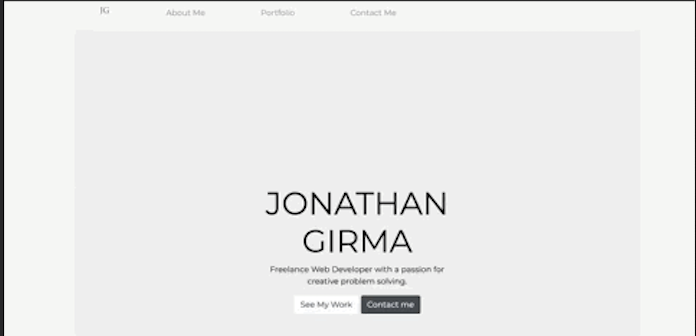 JG
About Me Portfolio Contact Me
JONATHAN
GIRMA
Freelance Web Developer with a passion for
creative problem solving.
See My Work Contact me